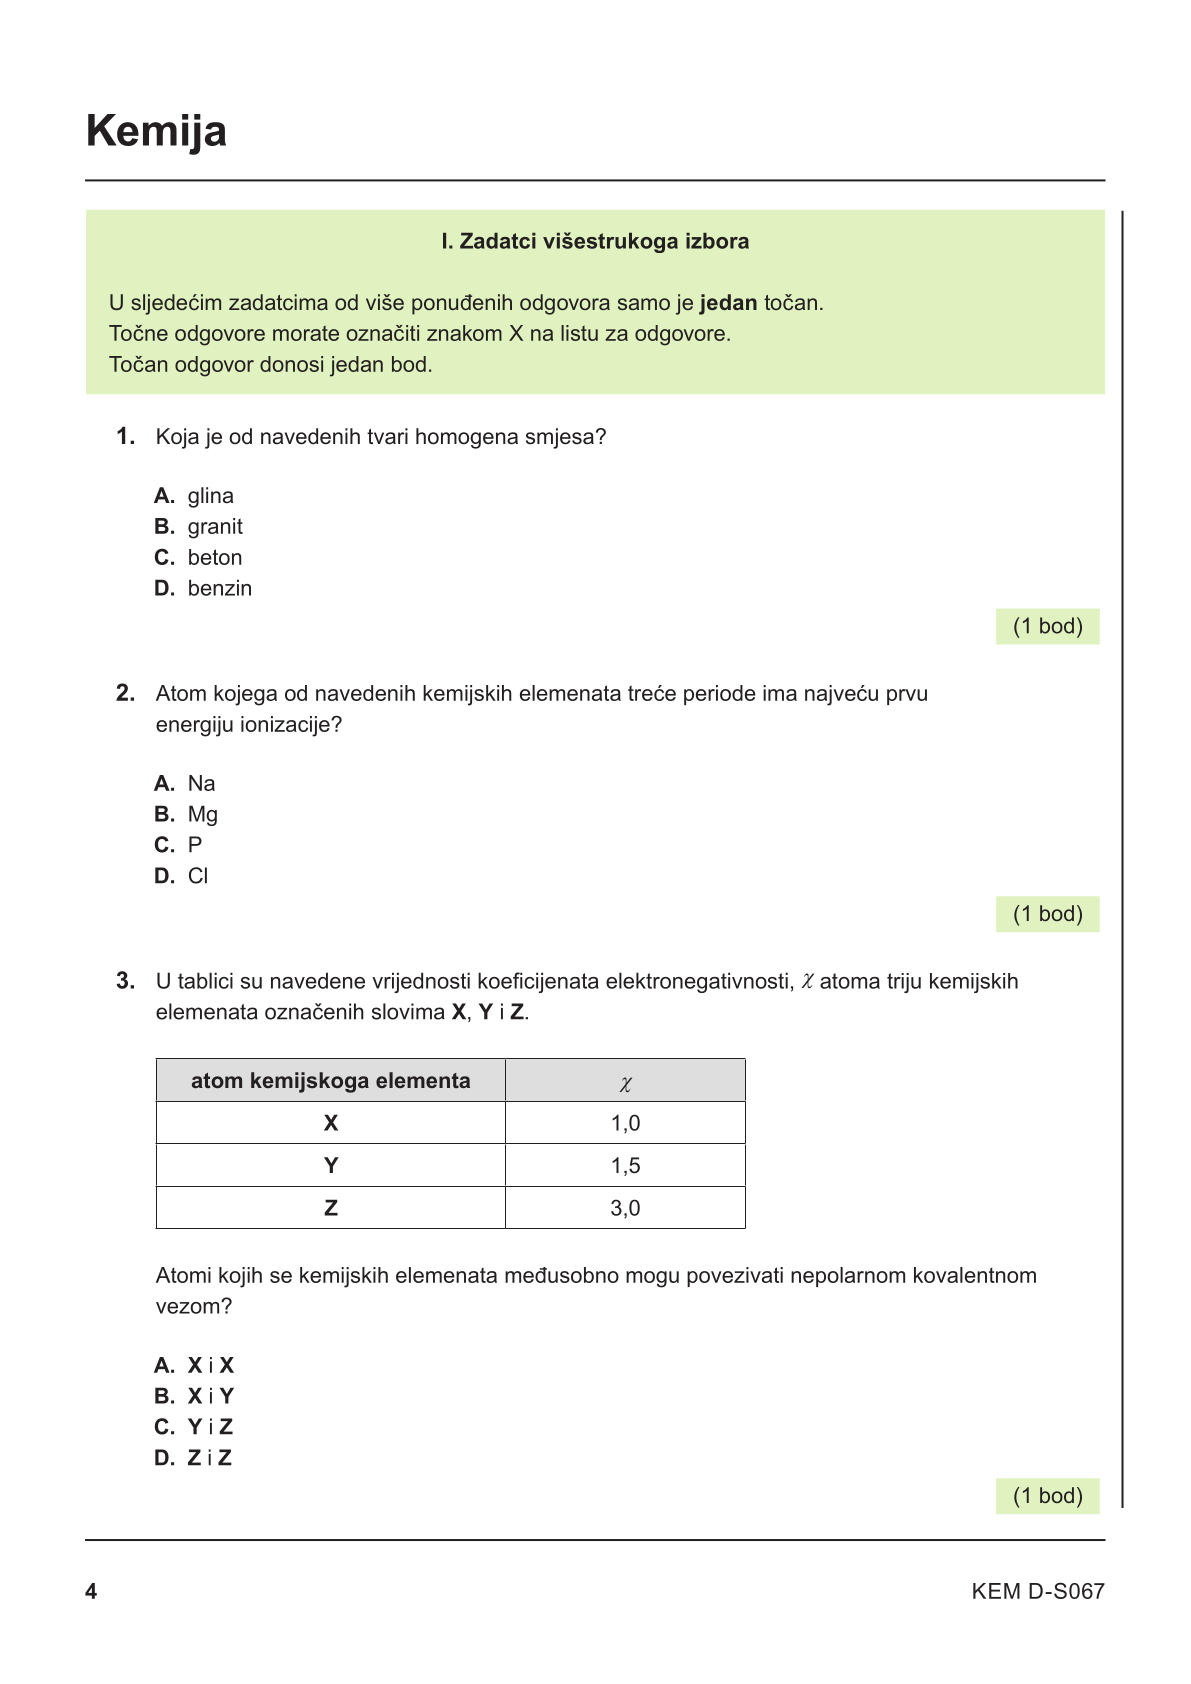 Kemija
I. Zadatci višestrukoga izbora
U sljedećim zadatcima od više ponuđenih odgovora samo je jedan točan.
Točne odgovore morate označiti znakom X na listu za odgovore.
Točan odgovor donosi jedan bod.
1. Koja je od navedenih tvari homogena smjesa?
A. glina
B. granit
C. beton
D. benzin
(1 bod)
2. Atom kojega od navedenih kemijskih elemenata treće periode ima najveću prvu
energiju ionizacije?
A. Na
B. Mg
C. P
D. Cl
(1 bod)
3. U tablici su navedene vrijednosti koeficijenata elektronegativnosti, χ atoma triju kemijskih
elemenata označenih slovima X, Y i Z.
atom kemijskoga elementa χ
X 1,0
Y 1,5
Z 3,0
Atomi kojih se kemijskih elemenata međusobno mogu povezivati nepolarnom kovalentnom
vezom?
A. X i X
B. X i Y
C. Y i Z
D. Z i Z
(1 bod)
4 KEM D-S067